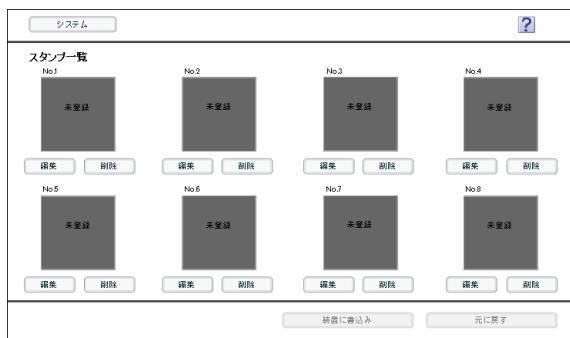 システム
?
スタンプ一覧
No.1 No.2 No.3 No.4
未登録 未登録 未登録 未登録
編集 削除 編集 削除 編集 削除 編集 削除
No.5 No.6 No.7 No.8
未登録 未登録 未登録 未登録
編集 削除 編集 削除 編集 削除 編集 削除
装置に書込み 元に戻す